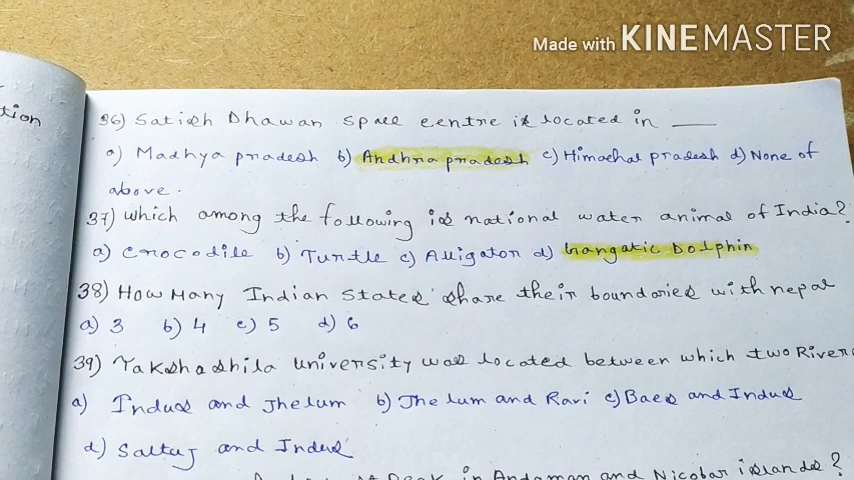 Made with KINEMASTER
tion
36) Satish Dhawan space centre is located in ___
a) Madhya pradesh b) Andhra pradesh c) Himachal pradesh d) None of
above.
37) which among the following is national water animal of India?
a) crocodile b) Turtle c) Alligator d) Gangatic Dolphin
38) How Many Indian states share their boundaries with nepal
a) 3 b) 4 c) 5 d) 6
39) Takshashila university was located between which two Rivers
a) Indus and Jhelum b) Jhelum and Ravi c) Baes and Indus
d) Saltuj and Indus
Peak in Andaman and Nicobar islands?